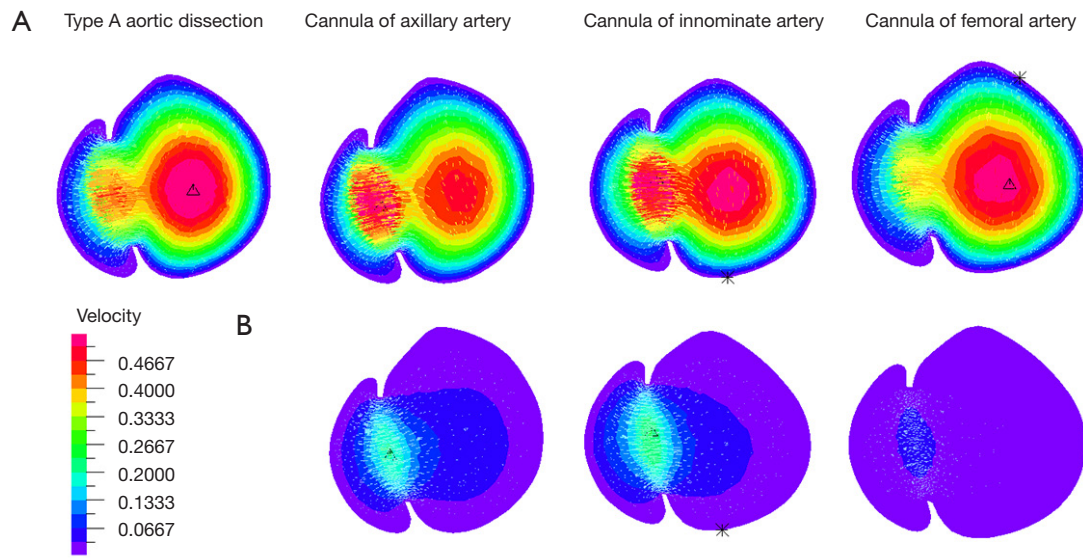 A
Type A aortic dissection
Cannula of axillary artery
Cannula of innominate artery
Cannula of femoral artery
Velocity
B
0.4667
0.4000
0.3333
0.2667
0.2000
0.1333
0.0667